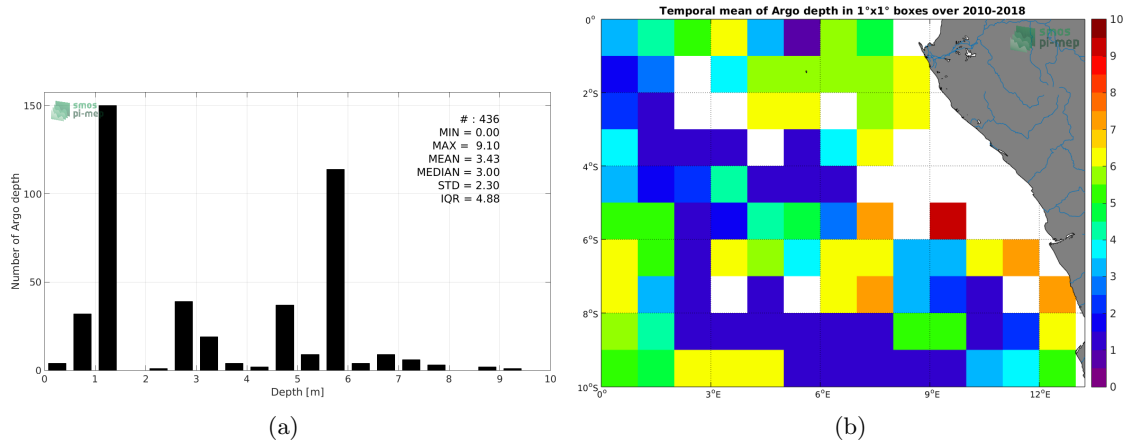 Temporal mean of Argo depth in 1°x1° boxes over 2010-2018
smos
pi-mep
# : 436
MIN = 0.00
MAX = 9.10
MEAN = 3.43
MEDIAN = 3.00
STD = 2.30
IQR = 4.88
Number of Argo depth
150
100
50
0
0 1 2 3 4 5 6 7 8 9 10
Depth [m]
(a)
smos
pi-mep
0°
2°S
4°S
6°S
8°S
10°S
0° 3°E 6°E 9°E 12°E
10
9
8
7
6
5
4
3
2
1
0
(b)